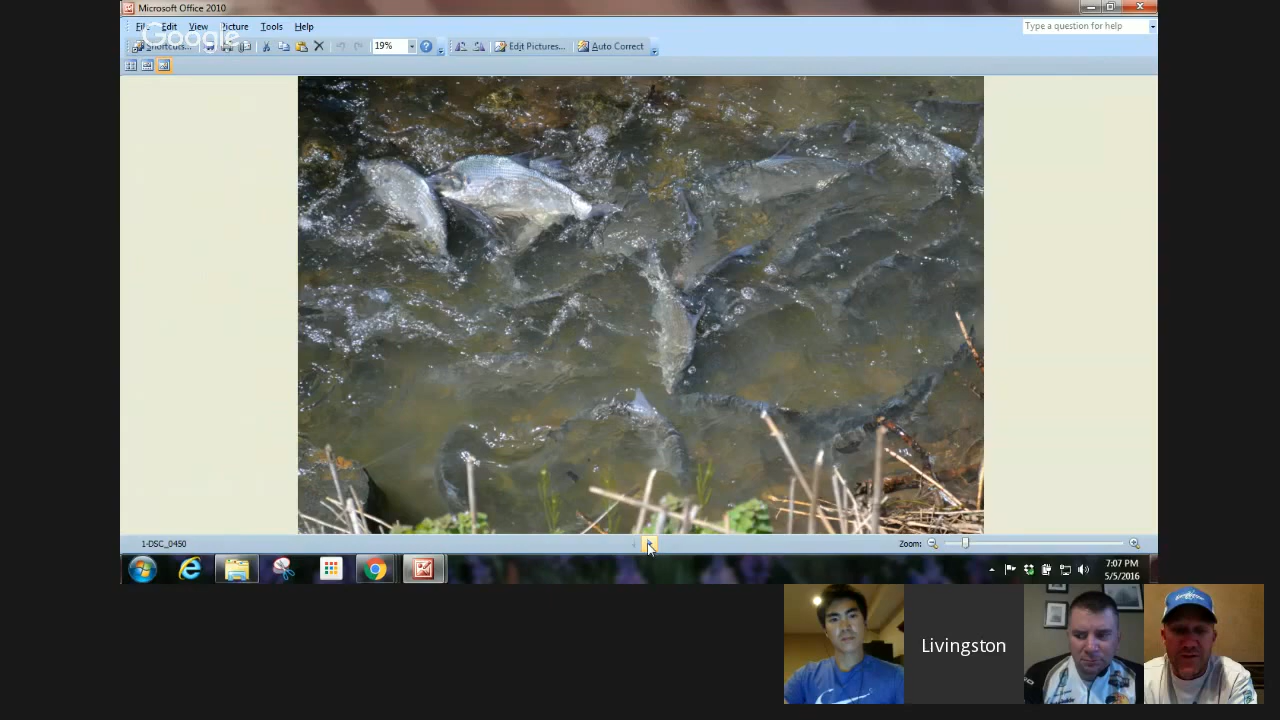 Microsoft Office 2010
File Edit View Picture Tools Help
Type a question for help
Google
Shortcuts...
19%
Edit Pictures...
Auto Correct
1-DSC_0450
Zoom:
7:07 PM
5/5/2016
Livingston